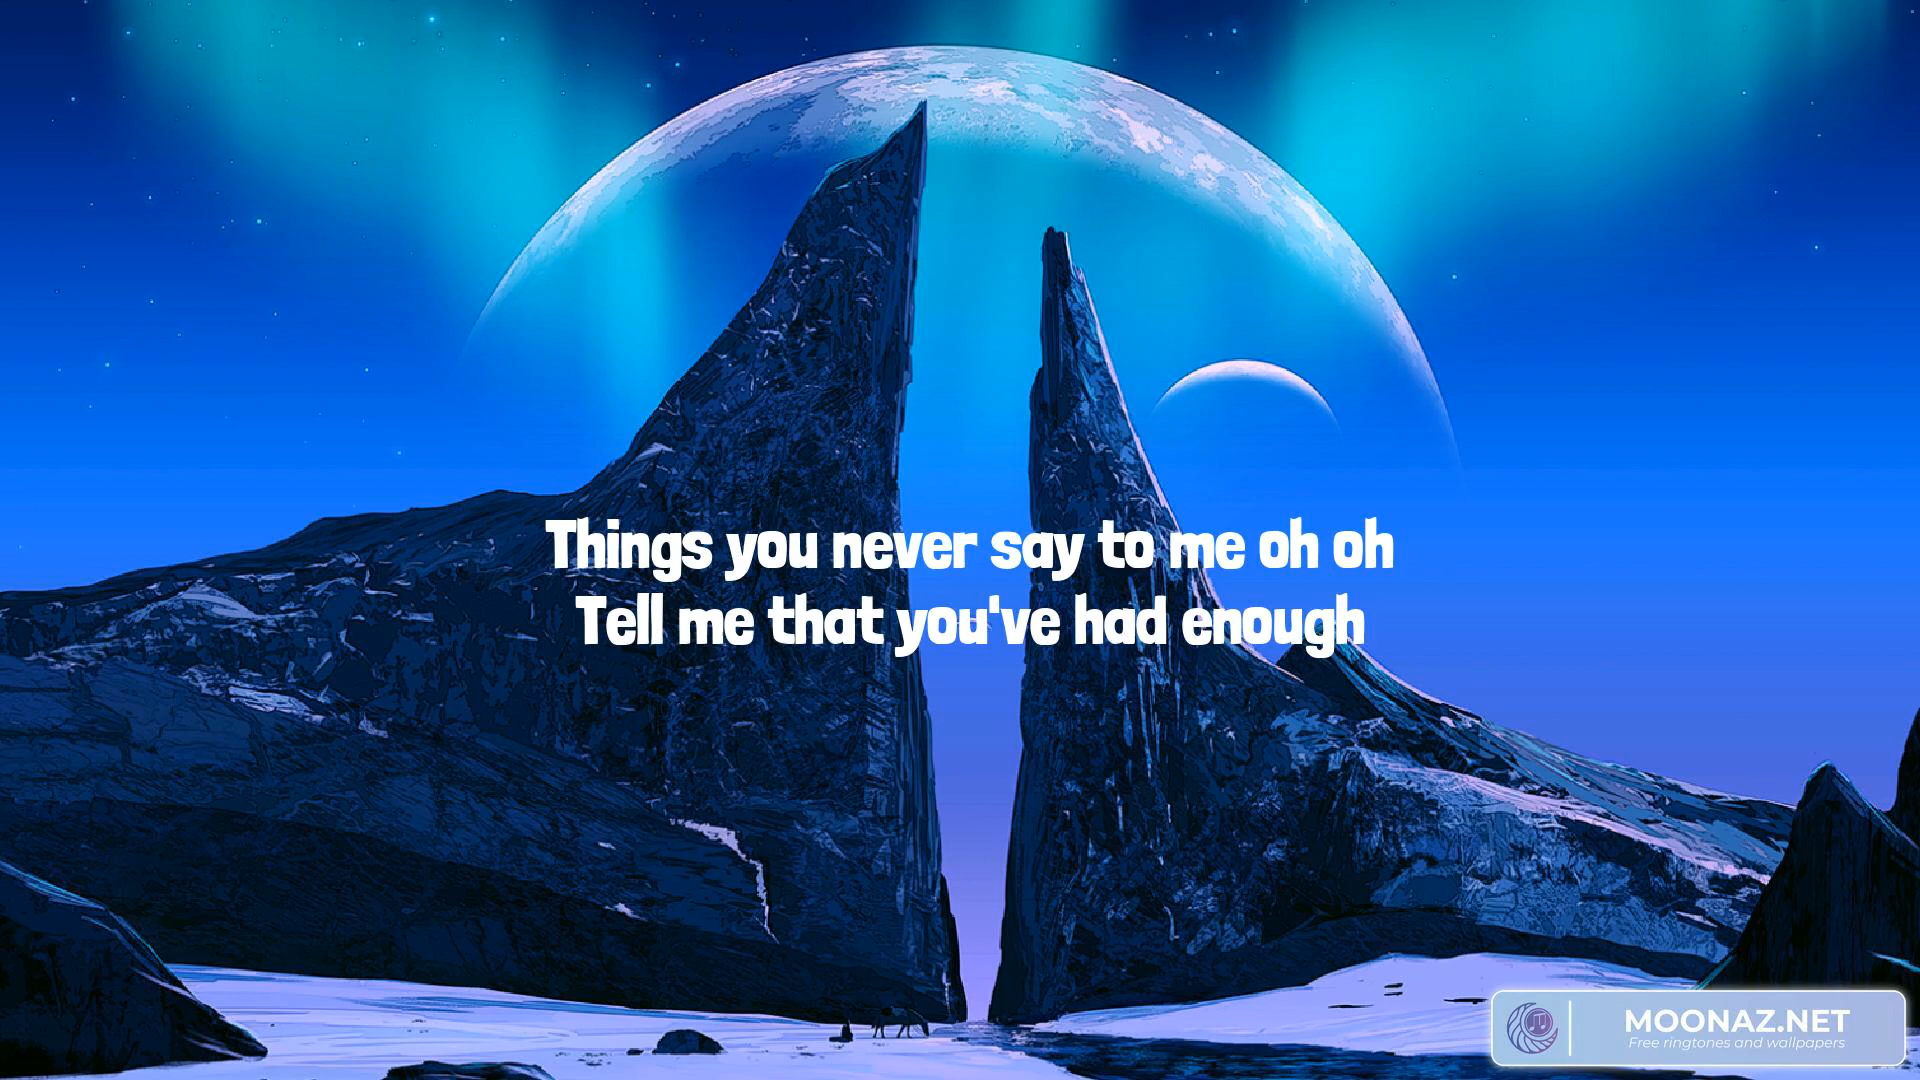 Things you never say to me oh oh
Tell me that you've had enough
MOONAZ.NET
Free ringtones and wallpapers